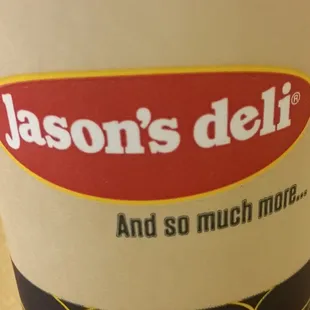 Jason's deli®
And so much more...